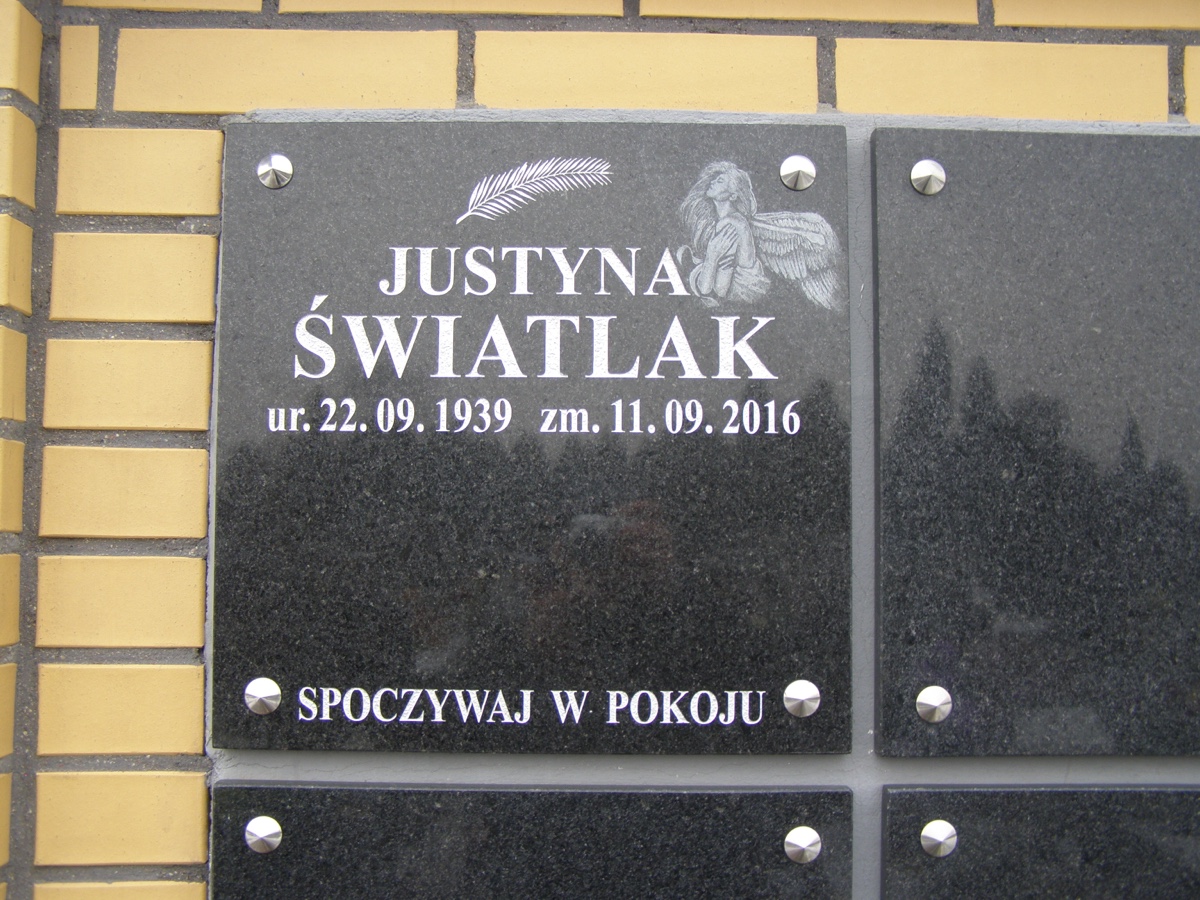 JUSTYNA
ŚWIATLAK
ur. 22. 09. 1939 zm. 11. 09. 2016
SPOCZYWAJ W POKOJU